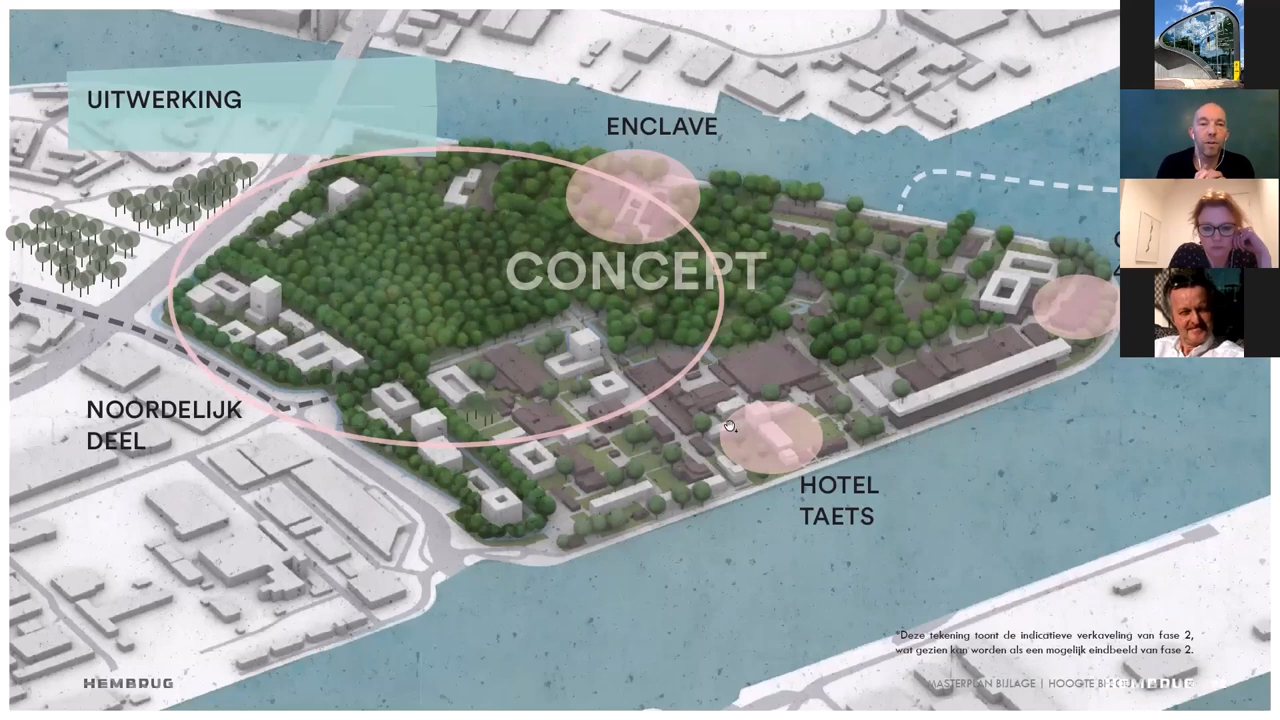 UITWERKING
ENCLAVE
CONCEPT
NOORDELIJK
DEEL
HOTEL
TAETS
*Deze tekening toont de indicatieve verkaveling van fase 2,
wat gezien kan worden als een mogelijk eindbeeld van fase 2.
HEMBRUG
MASTERPLAN BIJLAGE | HOOGTE
HEMBRUG